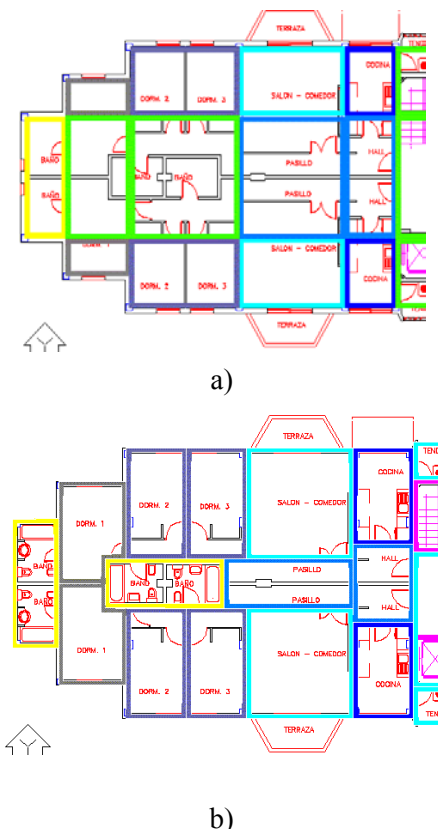 TERRAZA
COCINA
DORM. 2
DORM. 3
SALON - COMEDOR
BAÑO
HALL
PASILLO
BAÑO
BAÑO
BAÑO
PASILLO
HALL
DORM. 1
SALON - COMEDOR
COCINA
DORM. 2
DORM. 3
TERRAZA
a)
TERRAZA
COCINA
DORM. 2
DORM. 3
DORM. 1
SALON - COMEDOR
HALL
PASILLO
BAÑO
BAÑO
BAÑO
BAÑO
PASILLO
HALL
SALON - COMEDOR
DORM. 1
DORM. 2
DORM. 3
COCINA
TERRAZA
b)